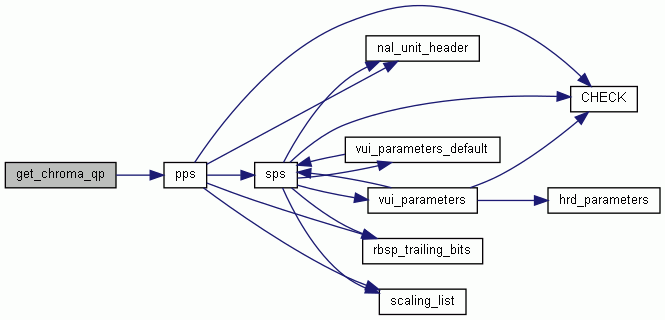 nal_unit_header
CHECK
vui_parameters_default
get_chroma_qp
pps
sps
vui_parameters
hrd_parameters
rbsp_trailing_bits
scaling_list